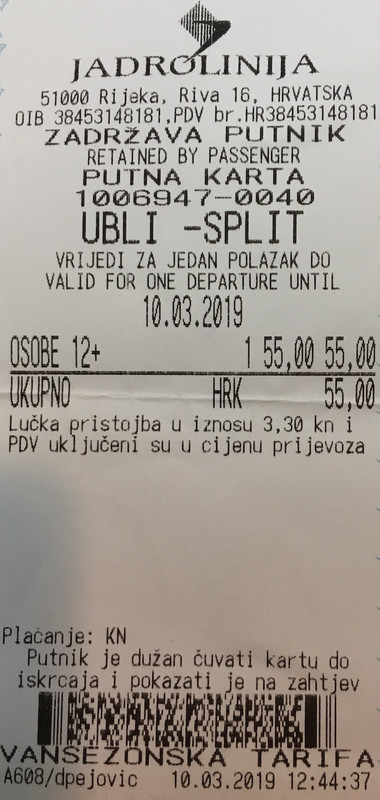 JADROLINIJA
51000 Rijeka, Riva 16, HRVATSKA
OIB 38453148181,PDV br.HR38453148181
ZADRŽAVA PUTNIK
RETAINED BY PASSENGER
PUTNA KARTA
1006947-0040
UBLI -SPLIT
VRIJEDI ZA JEDAN POLAZAK DO
VALID FOR ONE DEPARTURE UNTIL
10.03.2019
OSOBE 12+ 1 55,00 55,00
UKUPNO HRK 55,00
Lučka pristojba u iznosu 3,30 kn i
PDV uključeni su u cijenu prijevoza
Plaćanje: KN
Putnik je dužan čuvati kartu do
iskrcaja i pokazati je na zahtjev
VANSEZONSKA TARIFA
A608/dpejovic 10.03.2019 12:44:37